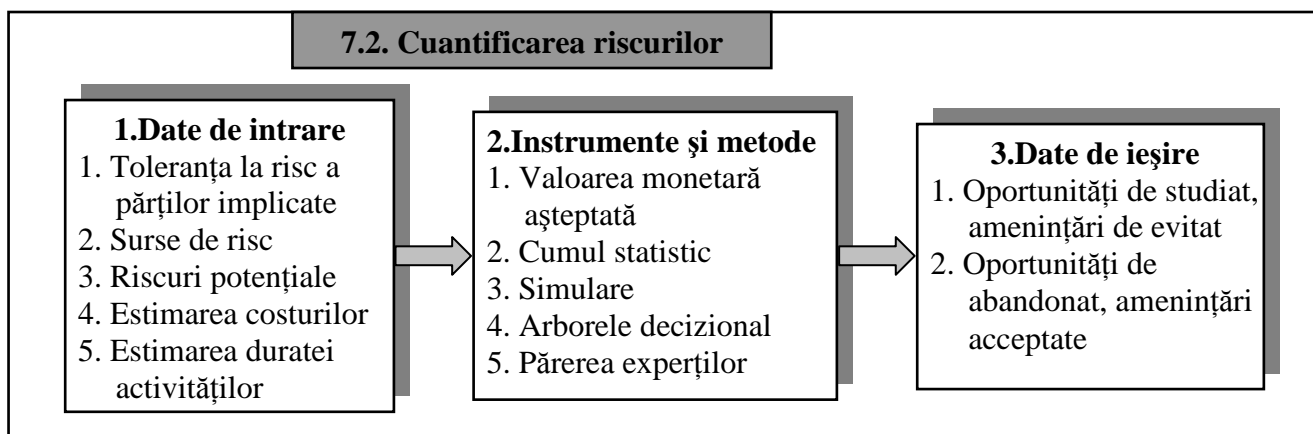 7.2. Cuantificarea riscurilor
1.Date de intrare
1. Toleranța la risc a
părților implicate
2. Surse de risc
3. Riscuri potențiale
4. Estimarea costurilor
5. Estimarea duratei
activităților
2.Instrumente şi metode
1. Valoarea monetară
aşteptată
2. Cumul statistic
3. Simulare
4. Arborele decizional
5. Părerea experților
3.Date de ieşire
1. Oportunități de studiat,
amenințări de evitat
2. Oportunități de
abandonat, amenințări
acceptate